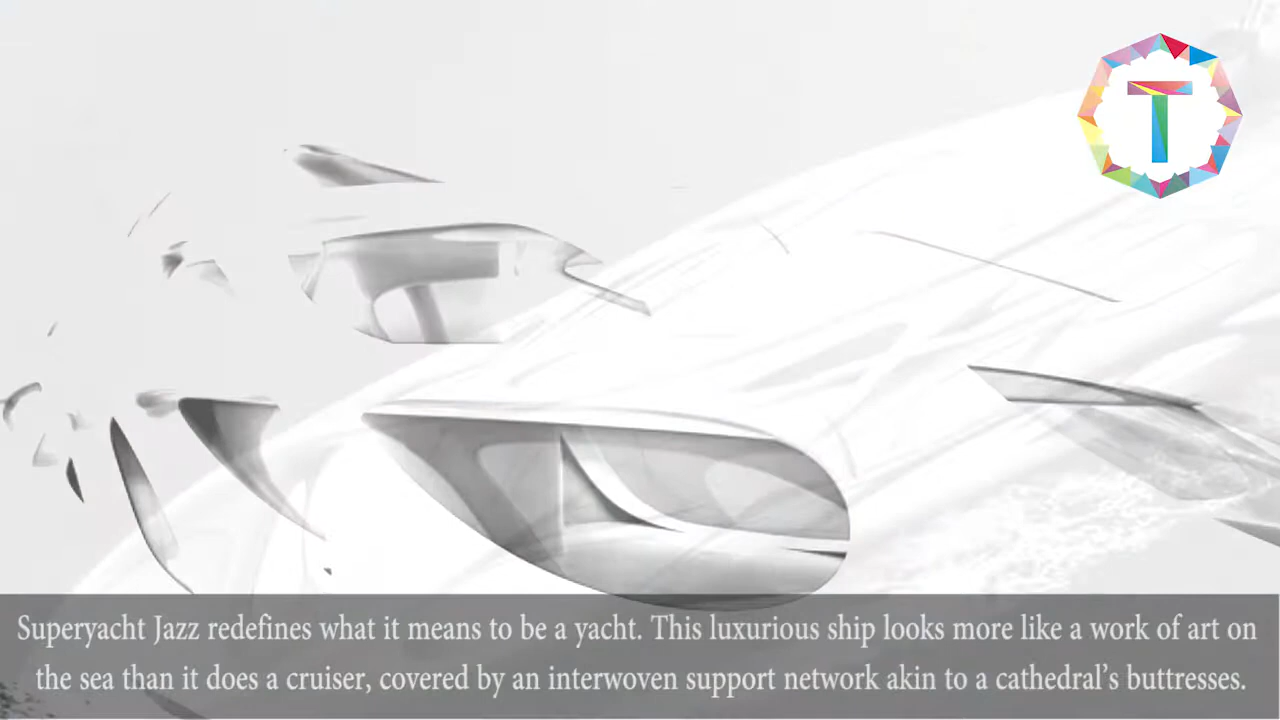 T
Superyacht Jazz redefines what it means to be a yacht. This luxurious ship looks more like a work of art on
the sea than it does a cruiser, covered by an interwoven support network akin to a cathedral’s buttresses.